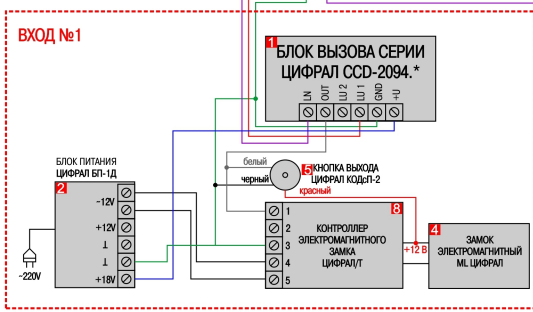 ВХОД №1
1
БЛОК ВЫЗОВА СЕРИИ
ЦИФРАЛ CCD-2094.*
LN
OUT
LU 2
LU 1
GND
+U
БЛОК ПИТАНИЯ
ЦИФРАЛ БП-1Д
2
~12V
+12V
⊥
⊥
+18V
~220V
белый
черный
красный
5
КНОПКА ВЫХОДА
ЦИФРАЛ КОДсП-2
8
1
2
3
4
5
КОНТРОЛЛЕР
ЭЛЕКТРОМАГНИТНОГО
ЗАМКА
ЦИФРАЛ/Т
+12 В
4
ЗАМОК
ЭЛЕКТРОМАГНИТНЫЙ
ML ЦИФРАЛ